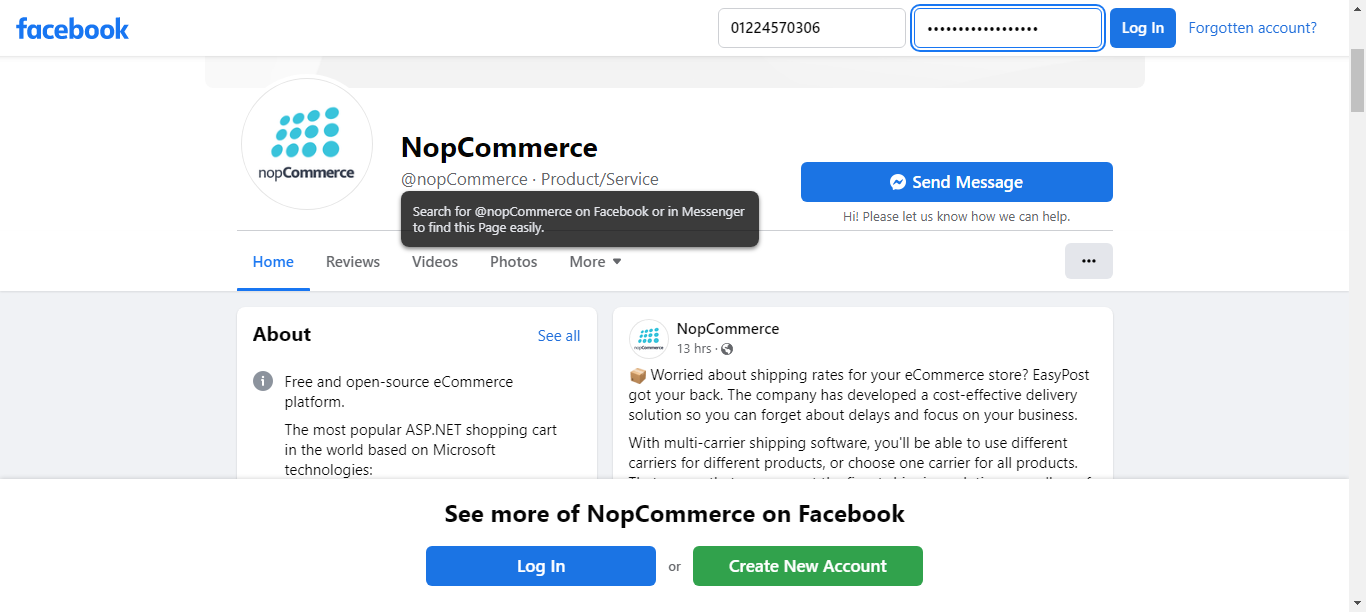 facebook
01224570306
••••••••••••••••••
Log In
Forgotten account?
nopCommerce
NopCommerce
@nopCommerce · Product/Service
Send Message
Search for @nopCommerce on Facebook or in Messenger
to find this Page easily.
Hi! Please let us know how we can help.
Home
Reviews
Videos
Photos
More
About
See all
Free and open-source eCommerce
platform.
The most popular ASP.NET shopping cart
in the world based on Microsoft
technologies:
nopCommerce
NopCommerce
13 hrs ·
📦 Worried about shipping rates for your eCommerce store? EasyPost
got your back. The company has developed a cost-effective delivery
solution so you can forget about delays and focus on your business.
With multi-carrier shipping software, you'll be able to use different
carriers for different products, or choose one carrier for all products.
See more of NopCommerce on Facebook
Log In
or
Create New Account